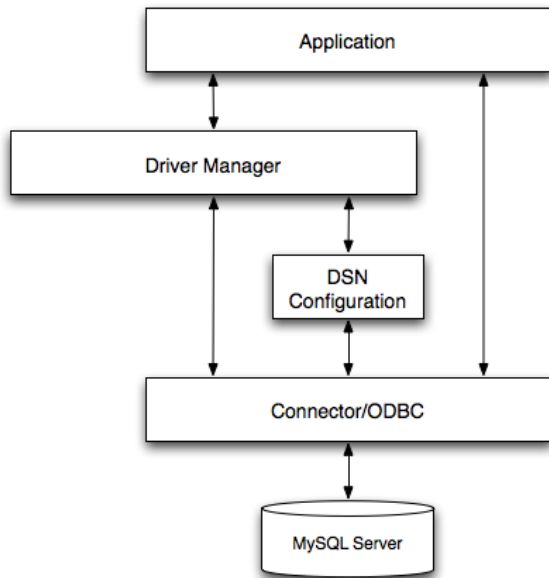 Application
Driver Manager
DSN
Configuration
Connector/ODBC
MySQL Server